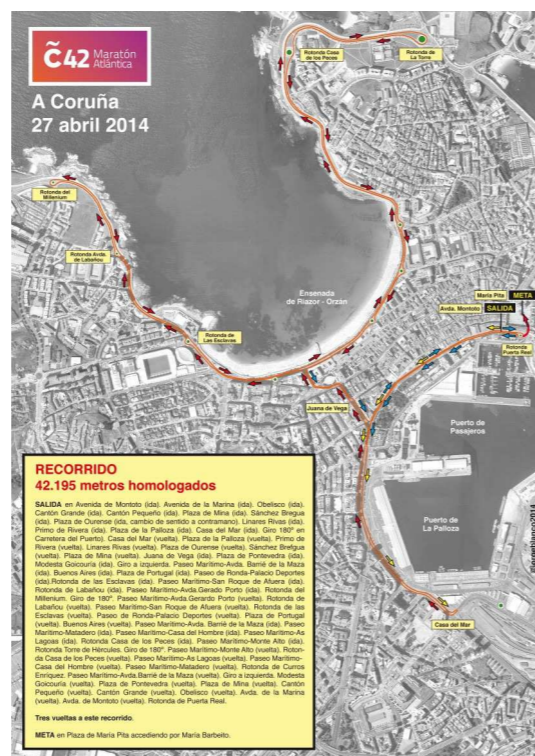 C̃42 Maratón
Atlántica
A Coruña
27 abril 2014
Rotonda Casa
de los Peces
Rotonda de
La Torre
Rotonda del
Millenium
Rotonda Avda.
de Labañou
Ensenada
de Riazor - Orzán
María Pita META
Avda. Montoto SALIDA
Rotonda
Puerta Real
Rotonda de
Las Esclavas
Juana de Vega
Puerto de
Pasajeros
Puerto de
La Palloza
Casa del Mar
RECORRIDO
42.195 metros homologados
SALIDA en Avenida de Montoto (ida). Avenida de la Marina (ida). Obelisco (ida).
Cantón Grande (ida). Cantón Pequeño (ida). Plaza de Mina (ida). Sánchez Bregua
(ida). Plaza de Ourense (ida, cambio de sentido a contramano). Linares Rivas (ida).
Primo de Rivera (ida). Plaza de la Palloza (ida). Casa del Mar (ida). Giro 180º en
Carretera del Puerto). Casa del Mar (vuelta). Plaza de la Palloza (vuelta). Primo de
Rivera (vuelta). Linares Rivas (vuelta). Plaza de Ourense (vuelta). Sánchez Brefgua
(vuelta). Plaza de Mina (vuelta). Juana de Vega (ida). Plaza de Pontevedra (ida).
Modesta Goicouría (ida). Giro a izquierda. Paseo Marítimo-Avda. Barrié de la Maza
(ida). Buenos Aires (ida). Plaza de Portugal (ida). Paseo de Ronda-Palacio Deportes
(ida).Rotonda de las Esclavas (ida). Paseo Marítimo-San Roque de Afuera (ida).
Rotonda de Labañou (ida). Paseo Marítimo-Avda.Gerado Porto (ida). Rotonda del
Millenium. Giro de 180º. Paseo Marítimo-Avda.Gerardo Porto (vuelta). Rotonda de
Labañou (vuelta). Paseo Marítimo-San Roque de Afuera (vuelta). Rotonda de las
Esclavas (vuelta). Paseo de Ronda-Palacio Deportes (vuelta). Plaza de Portugal
(vuelta). Buenos Aires (vuelta). Paseo Marítimo-Avda. Barrié de la Maza (ida). Paseo
Marítimo-Matadero (ida). Paseo Marítimo-Casa del Hombre (ida). Paseo Marítimo-As
Lagoas (ida). Rotonda Casa de los Peces (ida). Paseo Marítimo-Monte Alto (ida).
Rotonda Torre de Hércules. Giro de 180º. Paseo Marítimo-Monte Alto (vuelta). Roton-
da Casa de los Peces (vuelta). Paseo Marítimo-As Lagoas (vuelta). Paseo Marítimo-
Casa del Hombre (vuelta). Paseo Marítimo-Matadero (vuelta). Rotonda de Curros
Enríquez. Paseo Marítimo-Avda.Barrié de la Maza (vuelta). Giro a izquierda. Modesta
Goicouría (vuelta). Plaza de Pontevedra (vuelta). Plaza de Mina (vuelta). Cantón
Pequeño (vuelta). Cantón Grande (vuelta). Obelisco (vuelta). Avda. de la Marina
(vuelta). Avda. de Montoto (vuelta). Rotonda de Puerta Real.
Tres vueltas a este recorrido.
META en Plaza de María Pita accediendo por María Barbeito.